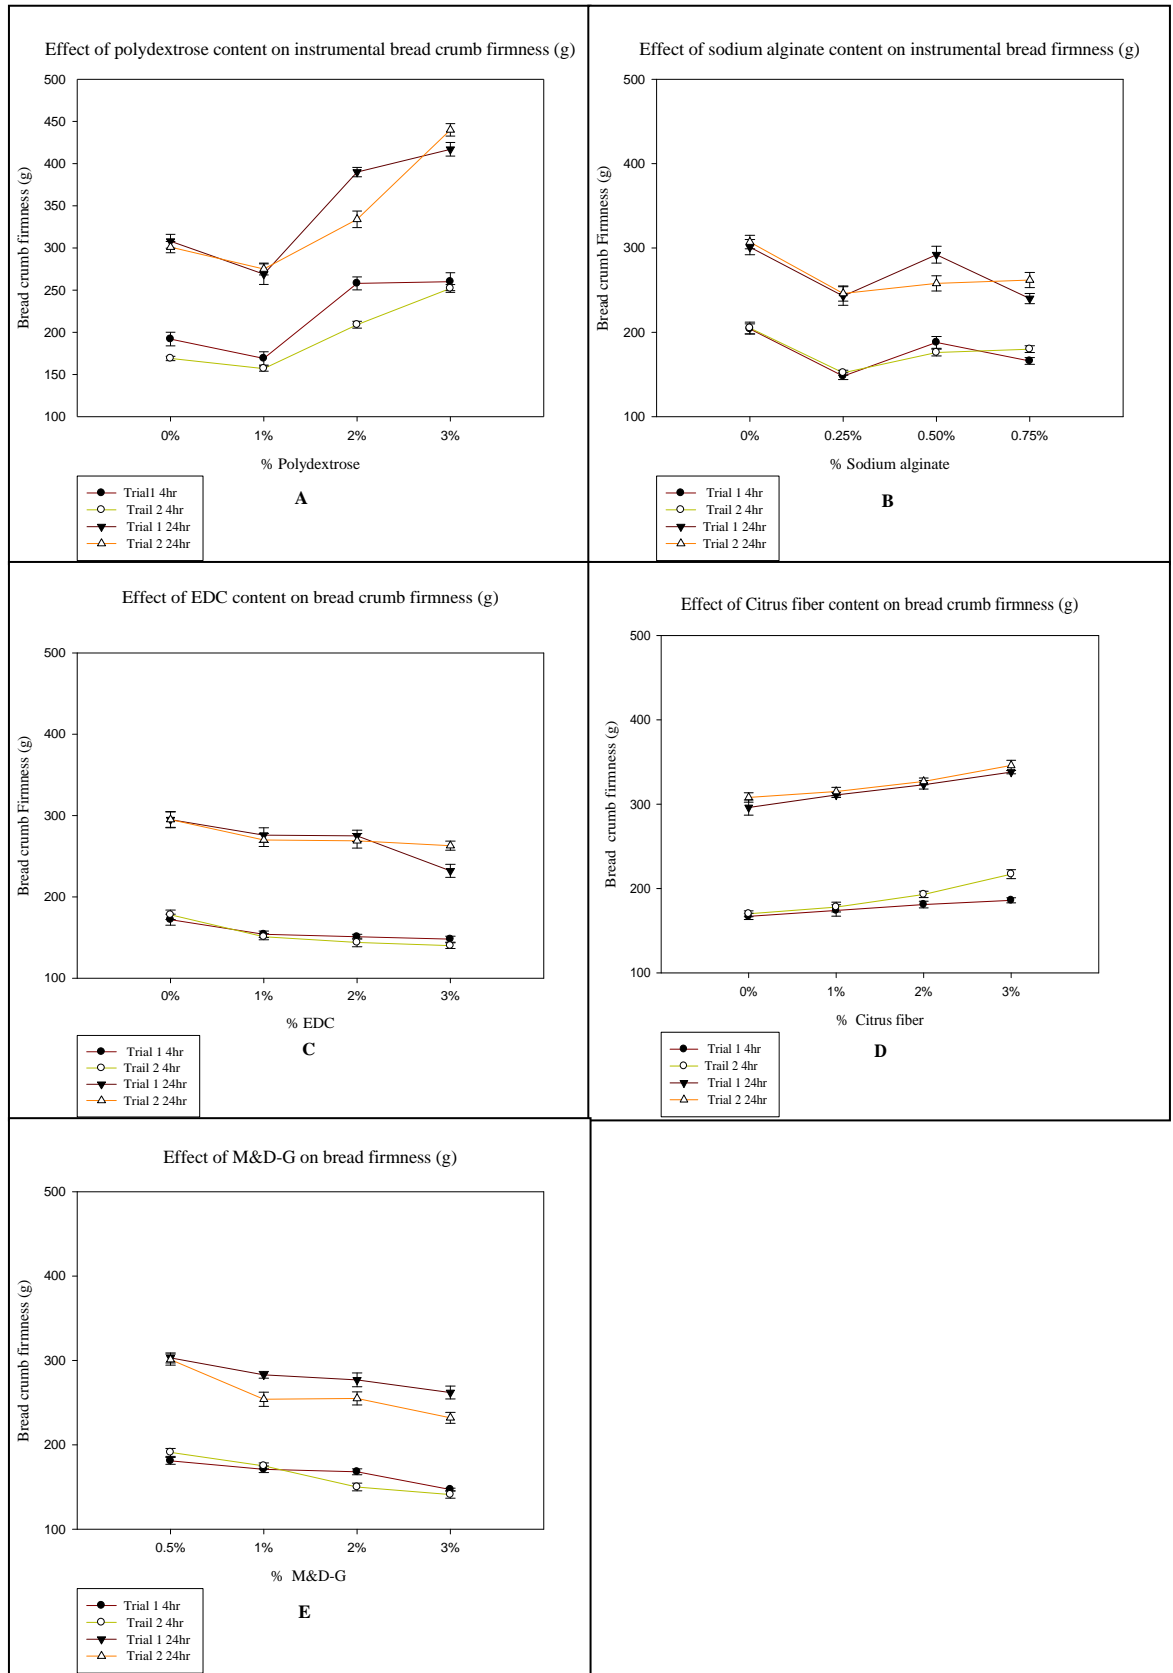 Effect of polydextrose content on instrumental bread crumb firmness (g)
Bread crumb firmness (g)
500
450
400
350
300
250
200
150
100
0% 1% 2% 3%
% Polydextrose
Trial1 4hr
Trail 2 4hr
Trial 1 24hr
Trial 2 24hr
A
Effect of sodium alginate content on instrumental bread firmness (g)
Bread crumb Firmness (g)
500
400
300
200
100
0% 0.25% 0.50% 0.75%
% Sodium alginate
Trial 1 4hr
Trail 2 4hr
Trial 1 24hr
Trial 2 24hr
B
Effect of EDC content on bread crumb firmness (g)
Bread crumb Firmness (g)
500
400
300
200
100
0% 1% 2% 3%
% EDC
Trial 1 4hr
Trail 2 4hr
Trial 1 24hr
Trial 2 24hr
C
Effect of Citrus fiber content on bread crumb firmness (g)
Bread crumb firmness (g)
500
400
300
200
100
0% 1% 2% 3%
% Citrus fiber
Trial 1 4hr
Trail 2 4hr
Trial 1 24hr
Trial 2 24hr
D
Effect of M&D-G on bread firmness (g)
Bread crumb firmness (g)
500
400
300
200
100
0.5% 1% 2% 3%
% M&D-G
Trial 1 4hr
Trail 2 4hr
Trial 1 24hr
Trial 2 24hr
E